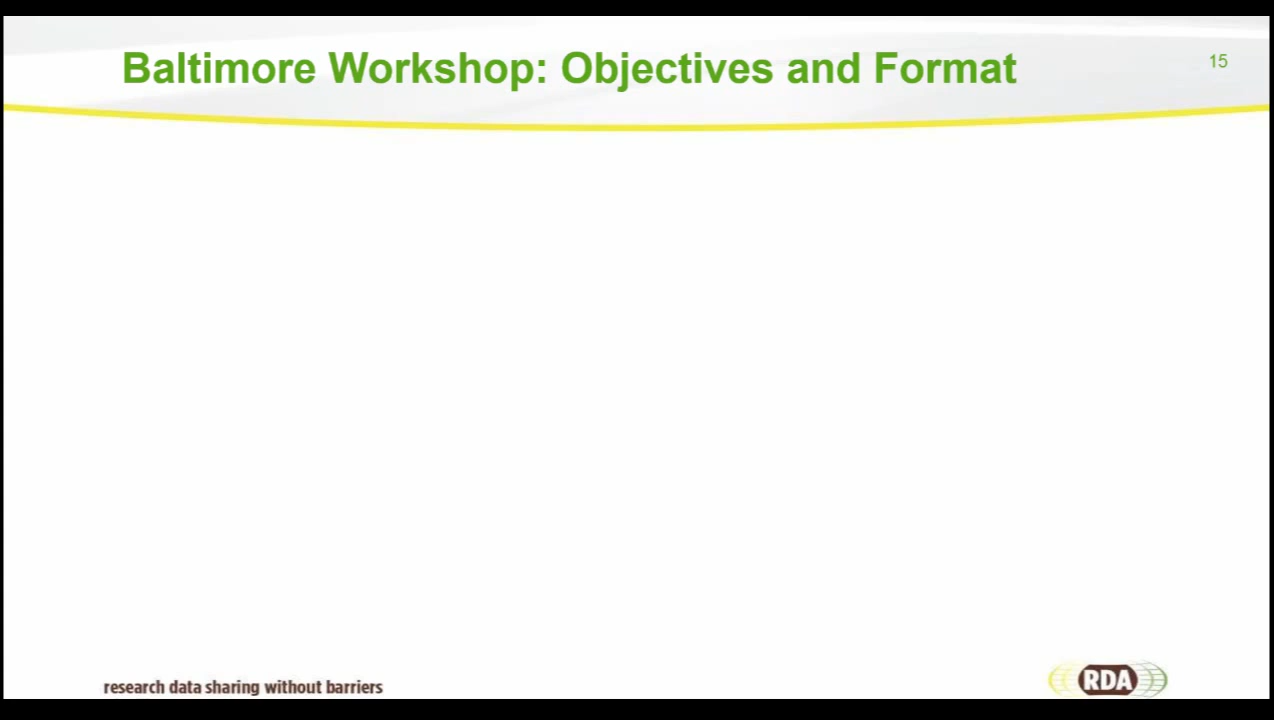 Baltimore Workshop: Objectives and Format
15
research data sharing without barriers
RDA